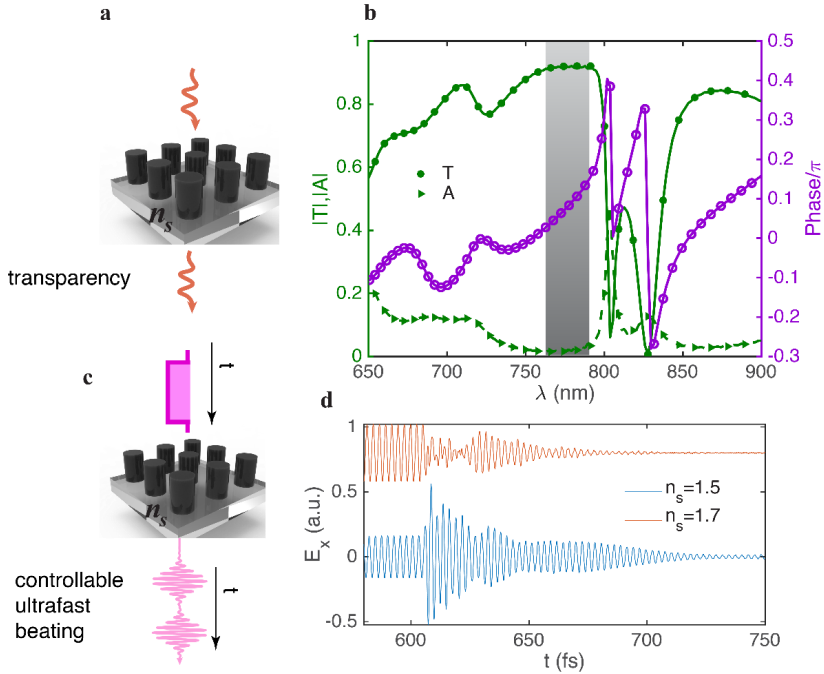 a
n_s
transparency
b
1
0.8
0.6
0.4
0.2
0
|T|,|A|
T
A
650
700
750
800
850
900
λ (nm)
0.5
0.4
0.3
0.2
0.1
0
-0.1
-0.2
-0.3
Phase/π
c
t
n_s
controllable
ultrafast
beating
t
d
1
0.5
0
-0.5
E_x (a.u.)
n_s=1.5
n_s=1.7
600
650
700
750
t (fs)